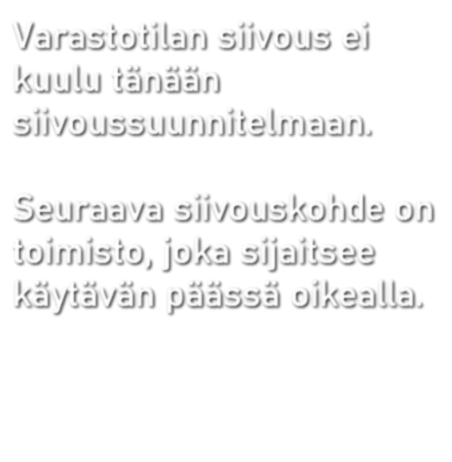 Varastotilan siivous ei
kuulu tänään
siivoussuunnitelmaan.
Seuraava siivouskohde on
toimisto, joka sijaitsee
käytävän päässä oikealla.